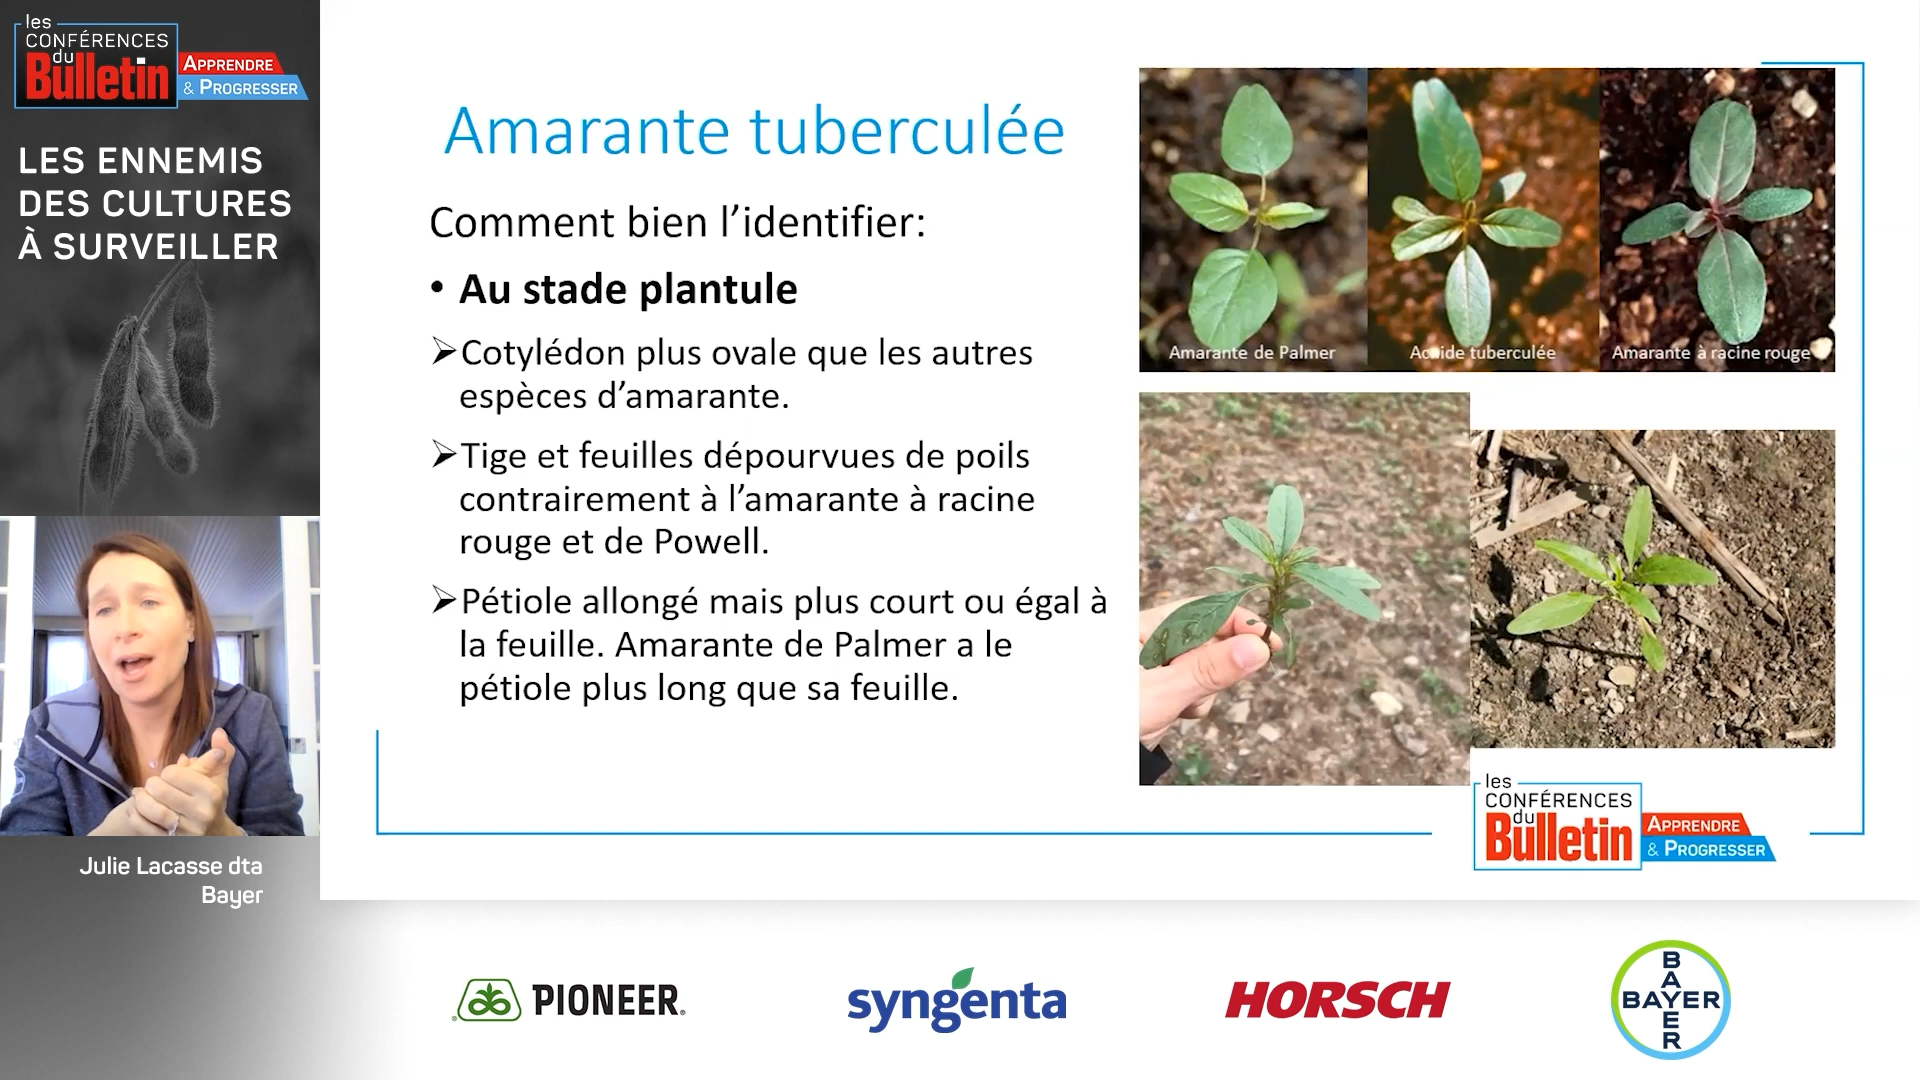 les
CONFÉRENCES
du
Bulletin
APPRENDRE
& PROGRESSER
LES ENNEMIS
DES CULTURES
À SURVEILLER
Julie Lacasse dta
Bayer
Amarante tuberculée
Comment bien l’identifier:
• Au stade plantule
➢Cotylédon plus ovale que les autres
espèces d’amarante.
➢Tige et feuilles dépourvues de poils
contrairement à l’amarante à racine
rouge et de Powell.
➢Pétiole allongé mais plus court ou égal à
la feuille. Amarante de Palmer a le
pétiole plus long que sa feuille.
Amarante de Palmer
Acnide tuberculée
Amarante à racine rouge
les
CONFÉRENCES
du
Bulletin
APPRENDRE
& PROGRESSER
PIONEER
syngenta
HORSCH
BAYER
BAYER